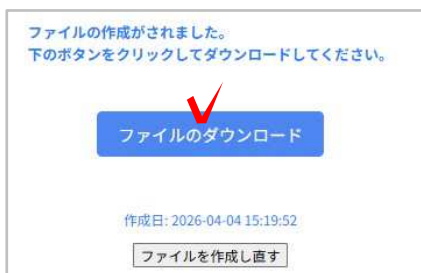 ファイルの作成がされました。
下のボタンをクリックしてダウンロードしてください。
ファイルのダウンロード
作成日: 2026-04-04 15:19:52
ファイルを作成し直す